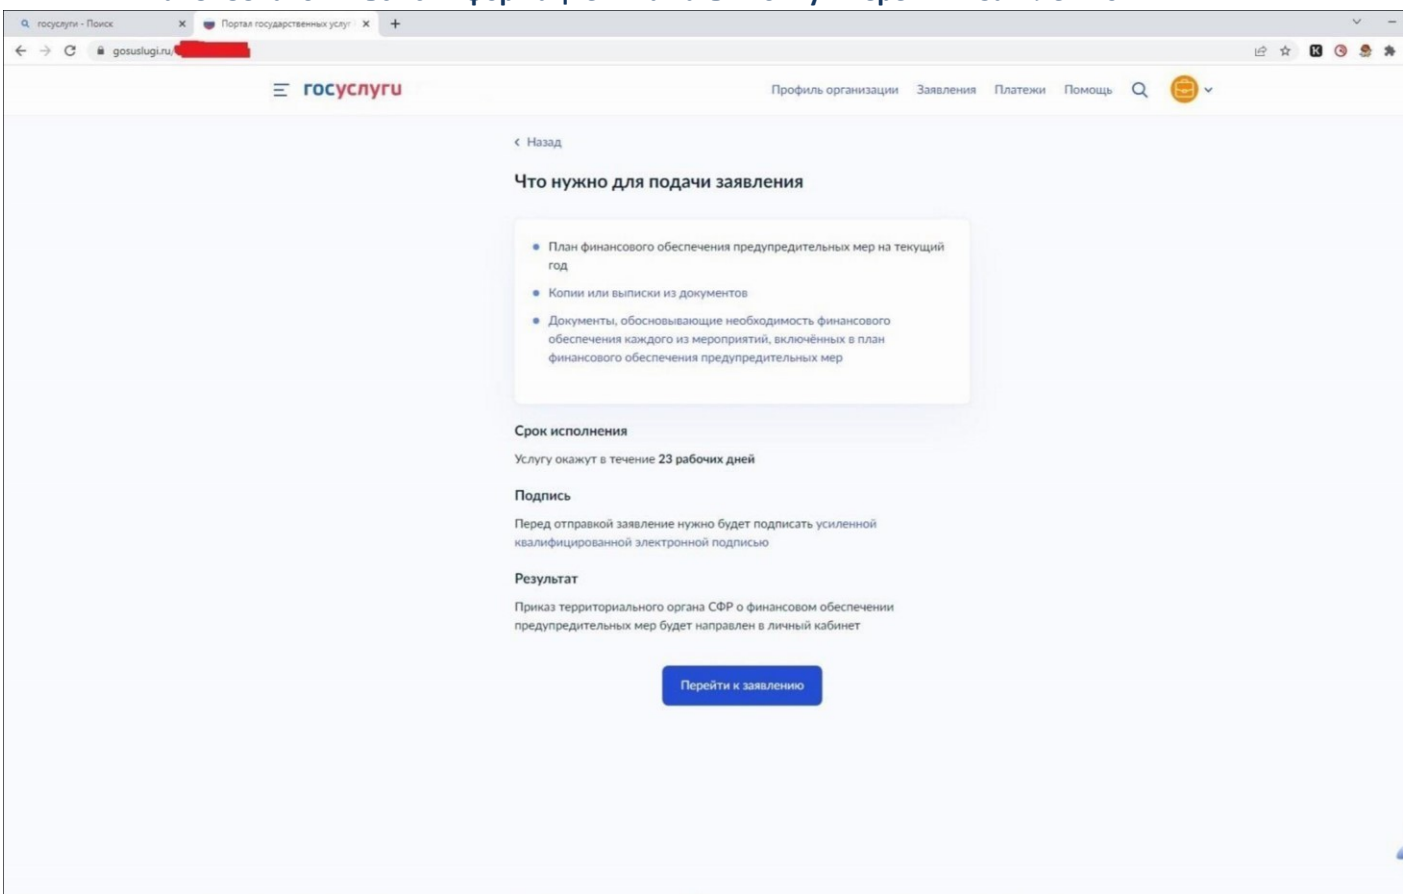 госуслуги - Поиск
Портал государственных услуг
gosuslugi.ru/
госуслуги
Профиль организации Заявления Платежи Помощь
Назад
Что нужно для подачи заявления
План финансового обеспечения предупредительных мер на текущий
год
Копии или выписки из документов
Документы, обосновывающие необходимость финансового
обеспечения каждого из мероприятий, включённых в план
финансового обеспечения предупредительных мер
Срок исполнения
Услугу окажут в течение 23 рабочих дней
Подпись
Перед отправкой заявление нужно будет подписать усиленной
квалифицированной электронной подписью
Результат
Приказ территориального органа СФР о финансовом обеспечении
предупредительных мер будет направлен в личный кабинет
Перейти к заявлению